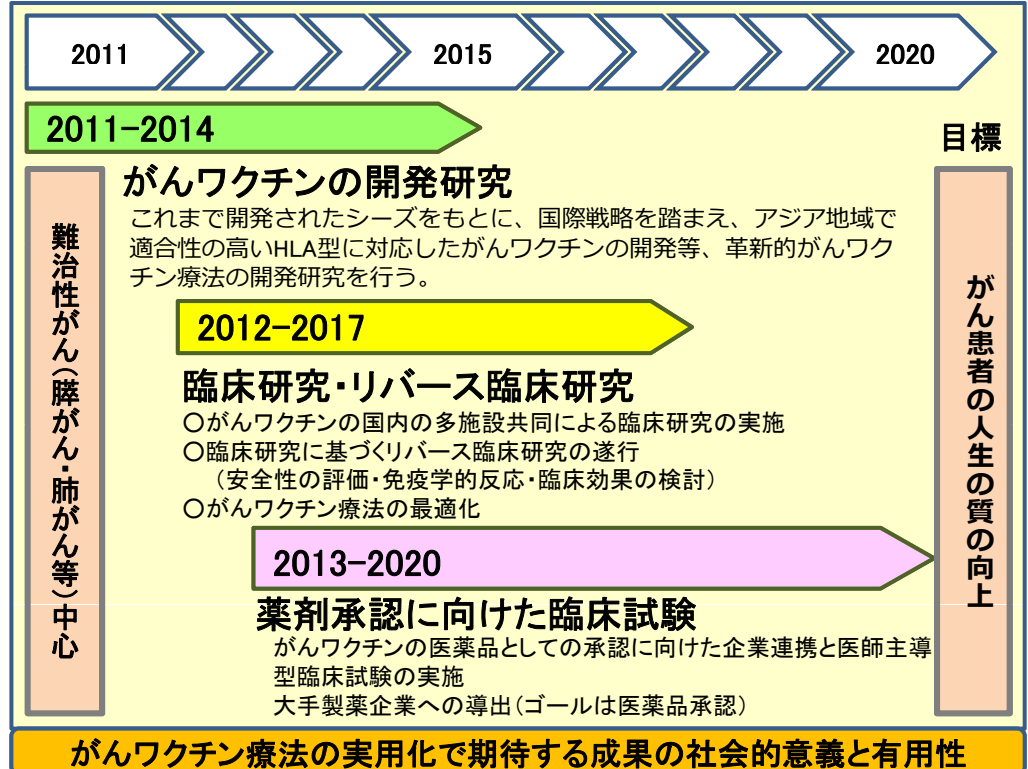 2011
2015
2020
2011-2014
目標
難治性がん(膵がん・肺がん等)中心
がんワクチンの開発研究
これまで開発されたシーズをもとに、国際戦略を踏まえ、アジア地域で
適合性の高いHLA型に対応したがんワクチンの開発等、革新的がんワク
チン療法の開発研究を行う。
2012-2017
臨床研究・リバース臨床研究
○がんワクチンの国内の多施設共同による臨床研究の実施
○臨床研究に基づくリバース臨床研究の遂行
(安全性の評価・免疫学的反応・臨床効果の検討)
○がんワクチン療法の最適化
2013-2020
薬剤承認に向けた臨床試験
がんワクチンの医薬品としての承認に向けた企業連携と医師主導
型臨床試験の実施
大手製薬企業への導出(ゴールは医薬品承認)
がん患者の人生の質の向上
がんワクチン療法の実用化で期待する成果の社会的意義と有用性